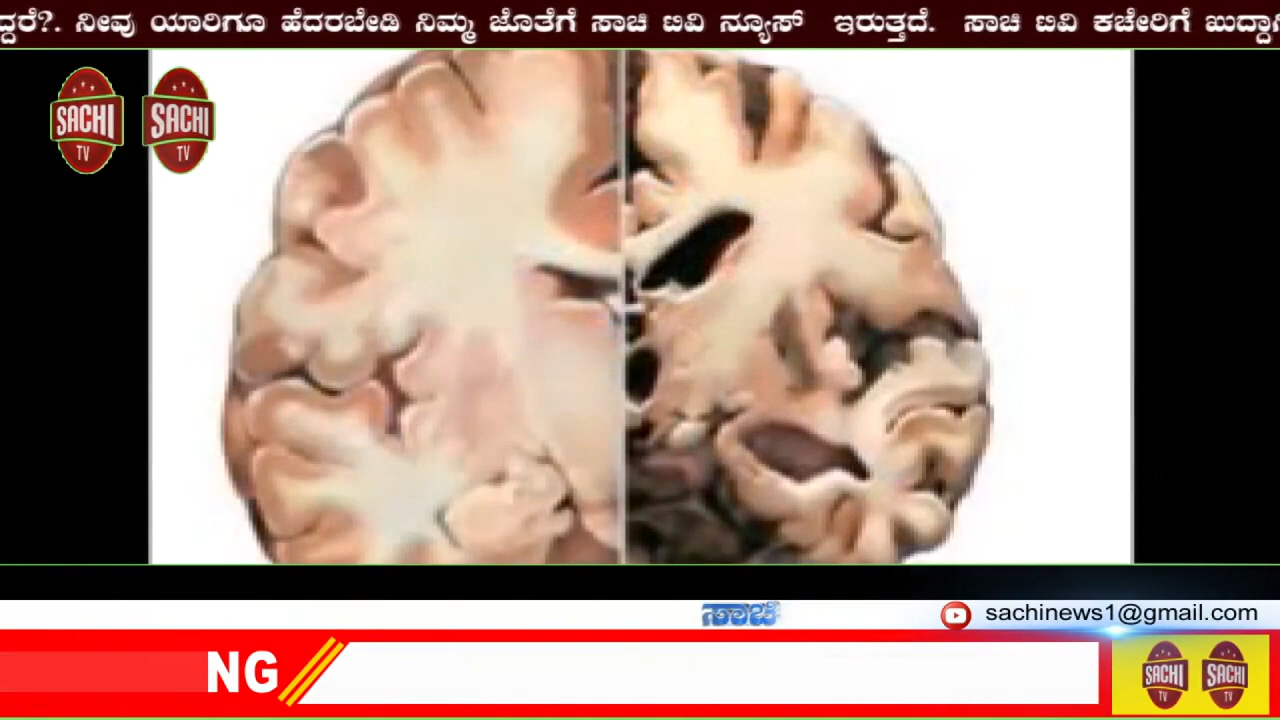 ದ್ದರೆ?. ನೀವು ಯಾರಿಗೂ ಹೆದರಬೇಡಿ ನಿಮ್ಮ ಜೊತೆಗೆ ಸಾಚಿ ಟಿವಿ ನ್ಯೂಸ್ ಇರುತ್ತದೆ. ಸಾಚಿ ಟಿವಿ ಕಚೇರಿಗೆ ಖುದ್ದಾಗಿ
SACHI TV SACHI TV
ಸಾಚಿ
sachinews1@gmail.com
NG
SACHI TV SACHI TV